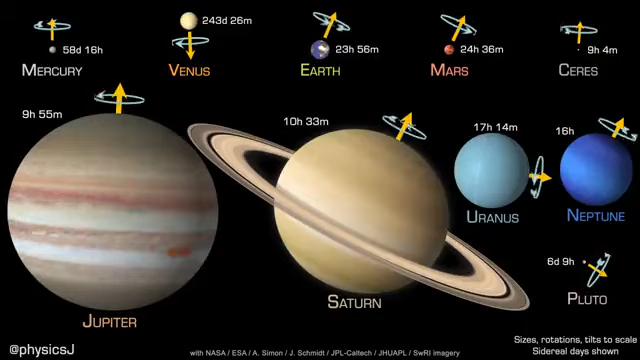 58d 16h
MERCURY
243d 26m
VENUS
23h 56m
EARTH
24h 36m
MARS
9h 4m
CERES
9h 55m
JUPITER
10h 33m
SATURN
17h 14m
URANUS
16h
NEPTUNE
6d 9h
PLUTO
@physicsJ
with NASA / ESA / A. Simon / J. Schmidt / JPL-Caltech / JHUAPL / SwRI imagery
Sizes, rotations, tilts to scale
Sidereal days shown